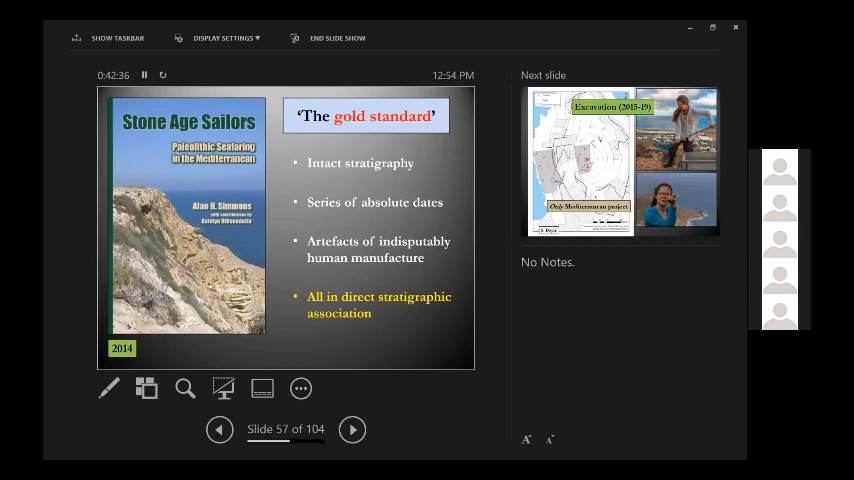 SHOW TASKBAR
DISPLAY SETTINGS ▼
END SLIDE SHOW
0:42:36
12:54 PM
Stone Age Sailors
Paleolithic Seafaring
in the Mediterranean
Alan H. Simmons
with contributions by
Katelyn DiBenedetto
2014
'The gold standard'
• Intact stratigraphy
• Series of absolute dates
• Artefacts of indisputably
human manufacture
• All in direct stratigraphic
association
Slide 57 of 104
Next slide
Excavation (2015-19)
Only Mediterranean project
No Notes.
A
A